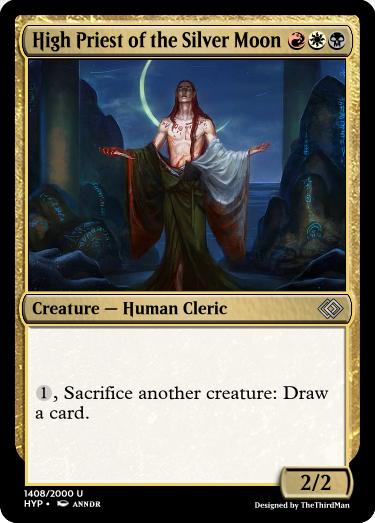 High Priest of the Silver Moon
Creature — Human Cleric
1, Sacrifice another creature: Draw
a card.
2/2
1408/2000 U
HYP • ANNDR
Designed by TheThirdMan